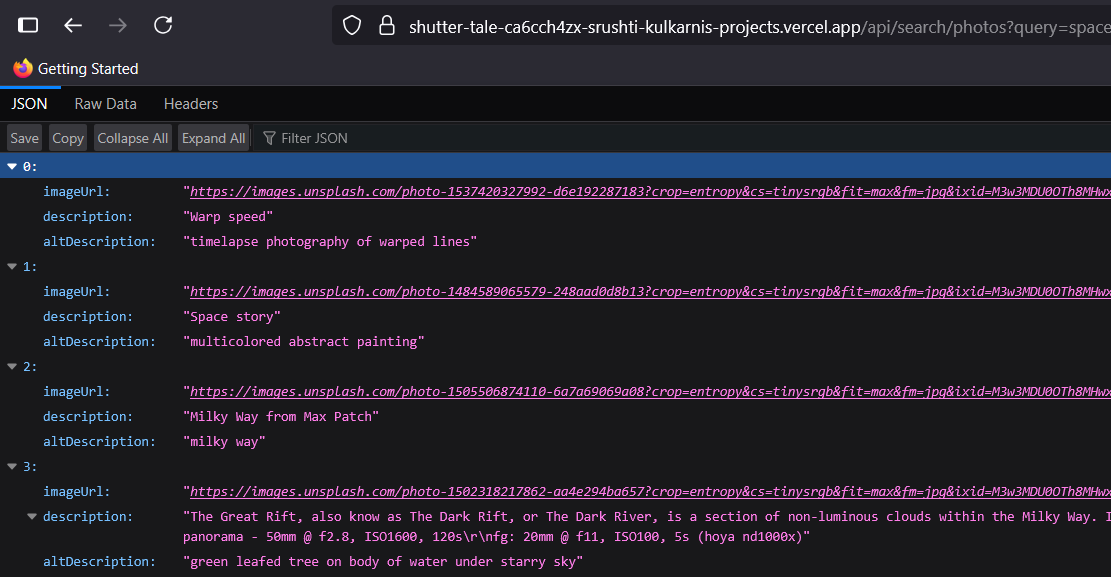 shutter-tale-ca6cch4zx-srushti-kulkarnis-projects.vercel.app/api/search/photos?query=space
Getting Started
JSON Raw Data Headers
Save Copy Collapse All Expand All Filter JSON
0:
imageUrl: "https://images.unsplash.com/photo-1537420327992-d6e192287183?crop=entropy&cs=tinysrgb&fit=max&fm=jpg&ixid=M3w3MDU0OTh8MHwx
description: "Warp speed"
altDescription: "timelapse photography of warped lines"
1:
imageUrl: "https://images.unsplash.com/photo-1484589065579-248aad0d8b13?crop=entropy&cs=tinysrgb&fit=max&fm=jpg&ixid=M3w3MDU0OTh8MHwx
description: "Space story"
altDescription: "multicolored abstract painting"
2:
imageUrl: "https://images.unsplash.com/photo-1505506874110-6a7a69069a08?crop=entropy&cs=tinysrgb&fit=max&fm=jpg&ixid=M3w3MDU0OTh8MHwx
description: "Milky Way from Max Patch"
altDescription: "milky way"
3:
imageUrl: "https://images.unsplash.com/photo-1502318217862-aa4e294ba657?crop=entropy&cs=tinysrgb&fit=max&fm=jpg&ixid=M3w3MDU0OTh8MHwx
description: "The Great Rift, also know as The Dark Rift, or The Dark River, is a section of non-luminous clouds within the Milky Way. I
panorama - 50mm @ f2.8, ISO1600, 120s\r\nfg: 20mm @ f11, ISO100, 5s (hoya nd1000x)"
altDescription: "green leafed tree on body of water under starry sky"